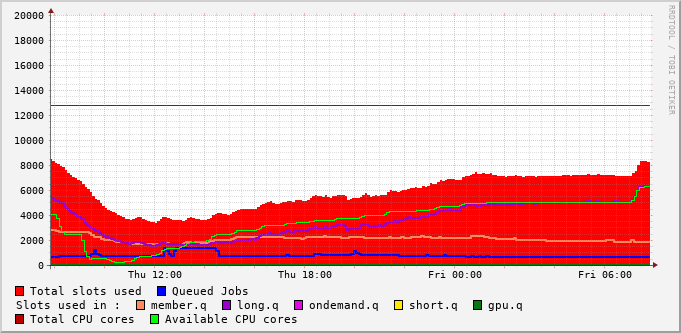 RRDTOOL / TOBI OETIKER
20000
18000
16000
14000
12000
10000
8000
6000
4000
2000
0
Thu 12:00 Thu 18:00 Fri 00:00 Fri 06:00
Total slots used Queued Jobs
Slots used in : member.q long.q ondemand.q short.q gpu.q
Total CPU cores Available CPU cores